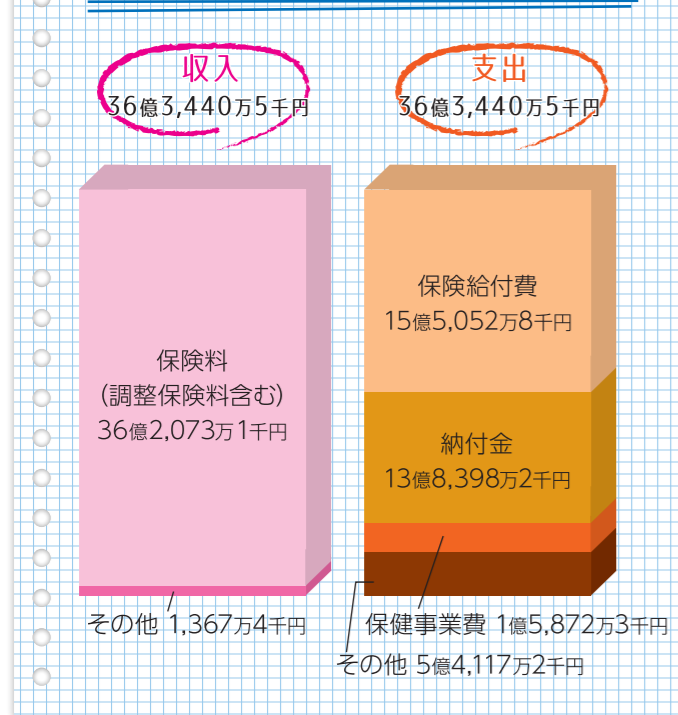 収入
36億3,440万5千円
支出
36億3,440万5千円
保険料
(調整保険料含む)
36億2,073万1千円
その他 1,367万4千円
保険給付費
15億5,052万8千円
納付金
13億8,398万2千円
保健事業費 1億5,872万3千円
その他 5億4,117万2千円